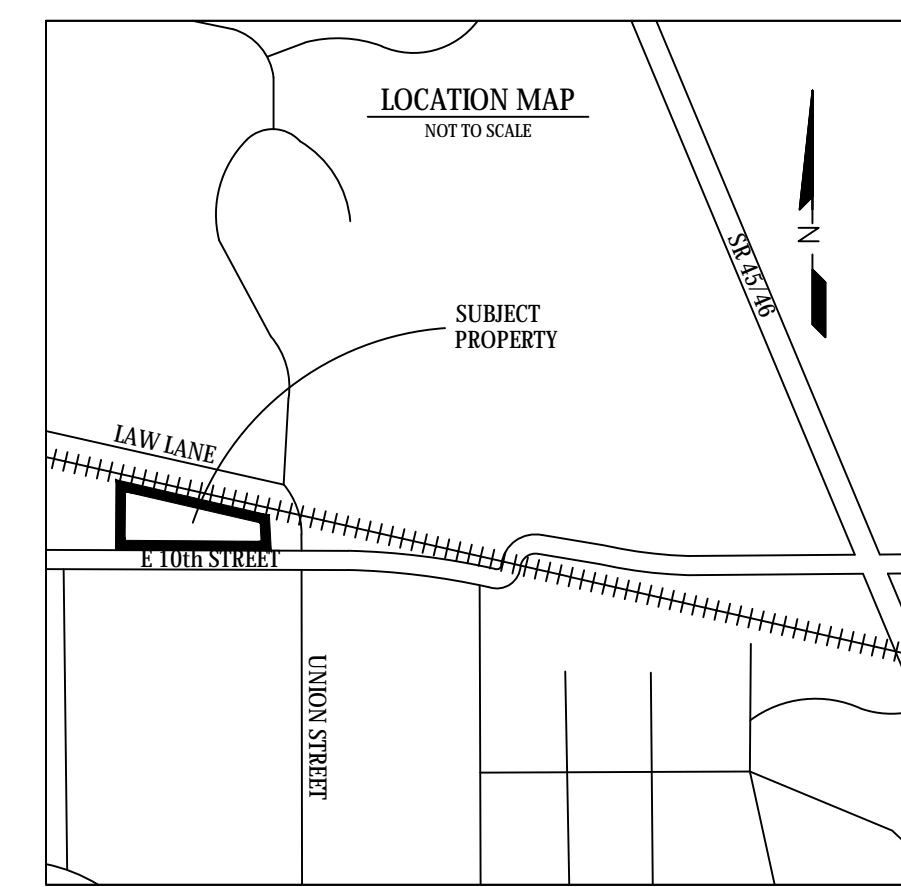 LOCATION MAP
NOT TO SCALE
N
SR 45/46
SUBJECT
PROPERTY
LAW LANE
E 10th STREET
UNION STREET